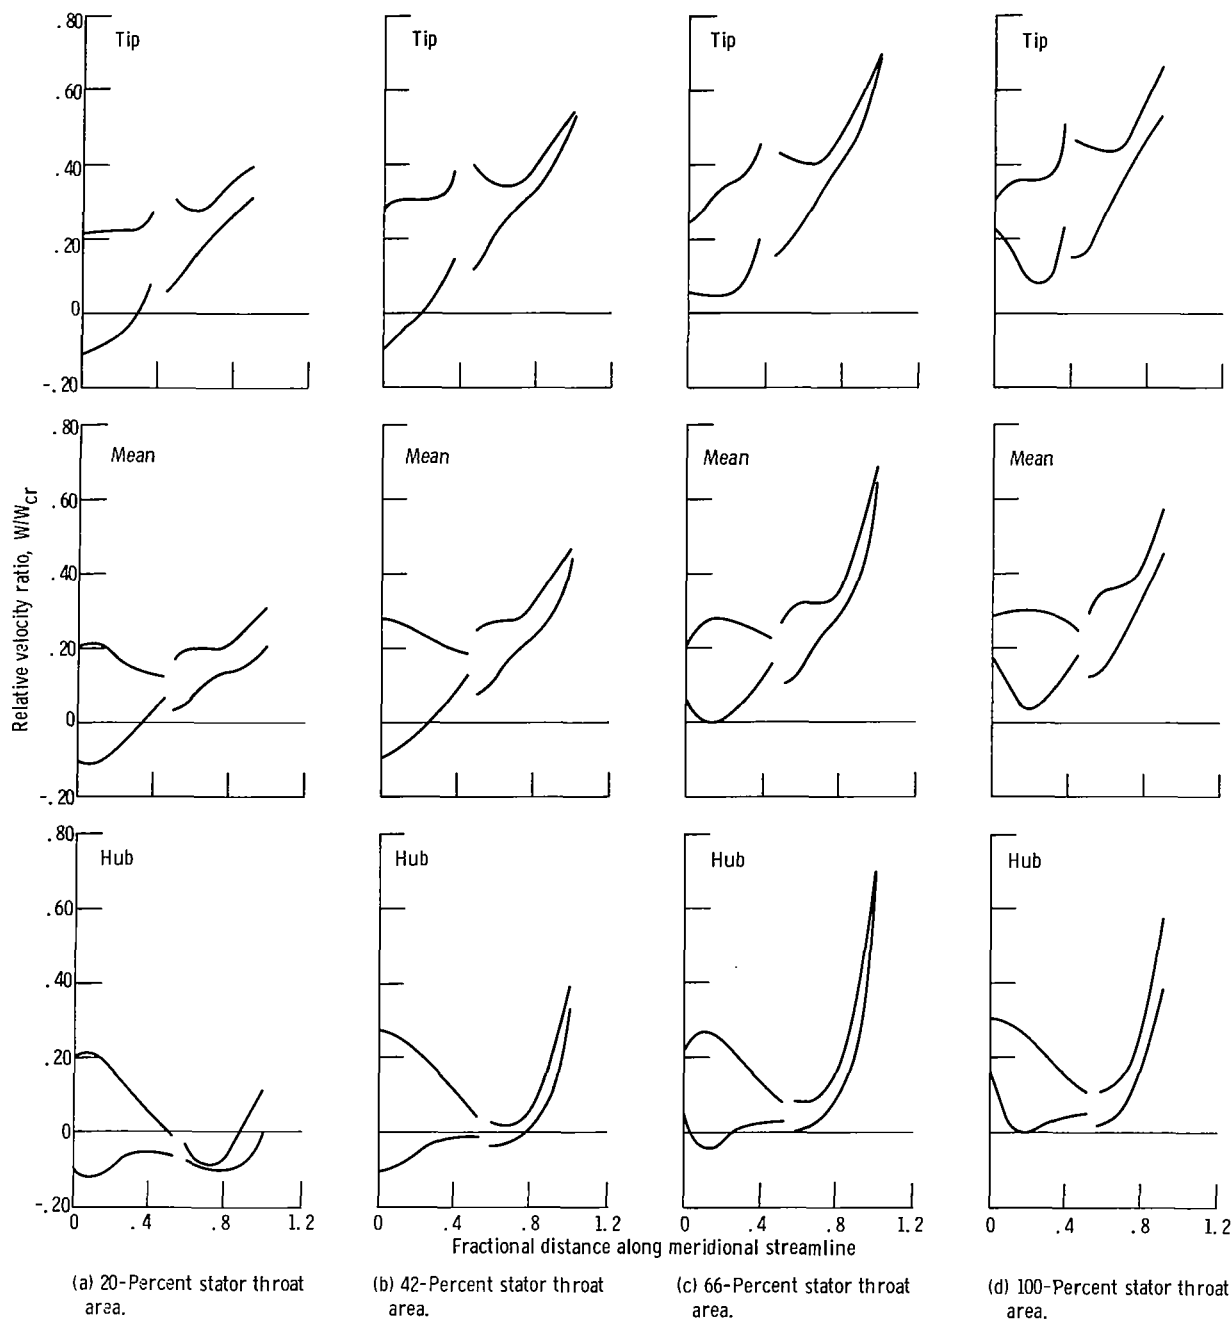 .80
.60
.40
.20
0
-.20
Tip
Tip
Tip
Tip
.80
.60
.40
.20
0
-.20
Mean
Mean
Mean
Mean
Relative velocity ratio, W/Wcr
.80
.60
.40
.20
0
-.20
Hub
Hub
Hub
Hub
0 .4 .8 1.2
0 .4 .8 1.2
0 .4 .8 1.2
0 .4 .8 1.2
Fractional distance along meridional streamline
(a) 20-Percent stator throat
area.
(b) 42-Percent stator throat
area.
(c) 66-Percent stator throat
area.
(d) 100-Percent stator throat
area.